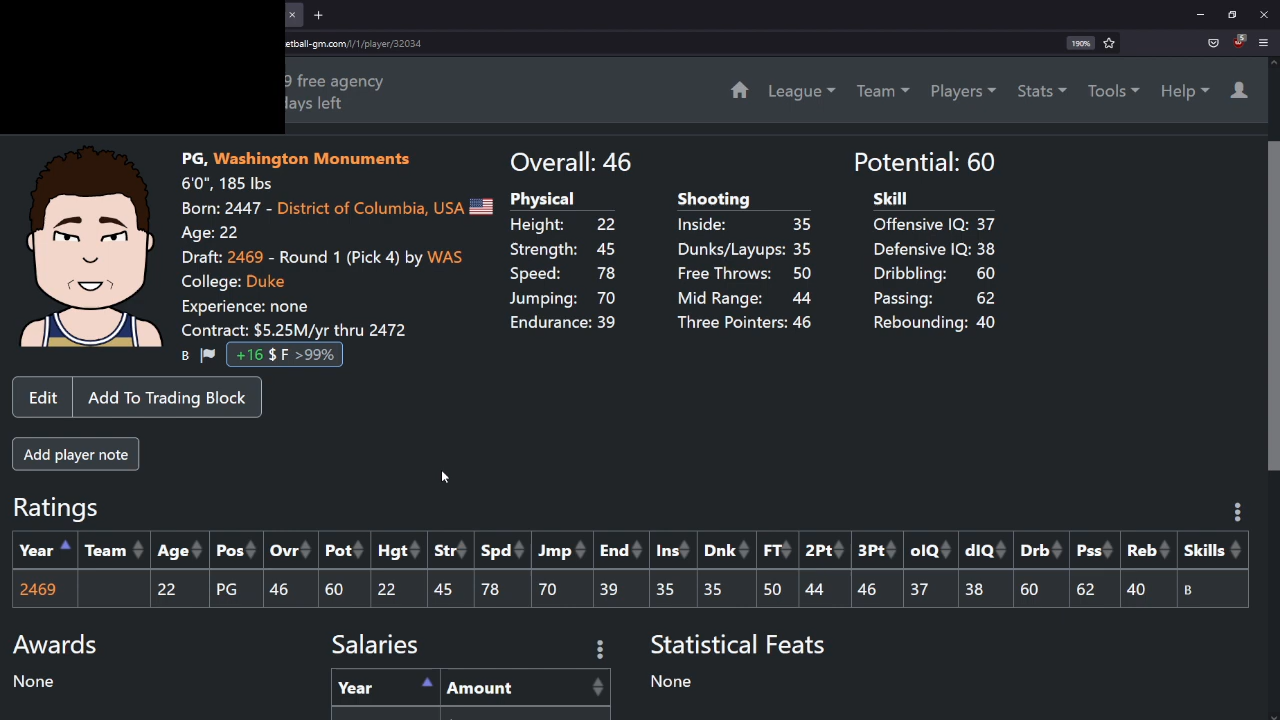 etball-gm.com/l/1/player/32034
190%
5
9 free agency
days left
League Team Players Stats Tools Help
PG, Washington Monuments
6'0", 185 lbs
Born: 2447 - District of Columbia, USA
Age: 22
Draft: 2469 - Round 1 (Pick 4) by WAS
College: Duke
Experience: none
Contract: $5.25M/yr thru 2472
B +16 $ F >99%
Overall: 46
Physical
Height: 22
Strength: 45
Speed: 78
Jumping: 70
Endurance: 39
Shooting
Inside: 35
Dunks/Layups: 35
Free Throws: 50
Mid Range: 44
Three Pointers: 46
Potential: 60
Skill
Offensive IQ: 37
Defensive IQ: 38
Dribbling: 60
Passing: 62
Rebounding: 40
Edit Add To Trading Block
Add player note
Ratings
Year Team Age Pos Ovr Pot Hgt Str Spd Jmp End Ins Dnk FT 2Pt 3Pt oIQ dIQ Drb Pss Reb Skills
2469 22 PG 46 60 22 45 78 70 39 35 35 50 44 46 37 38 60 62 40 B
Awards
None
Salaries
Year Amount
Statistical Feats
None